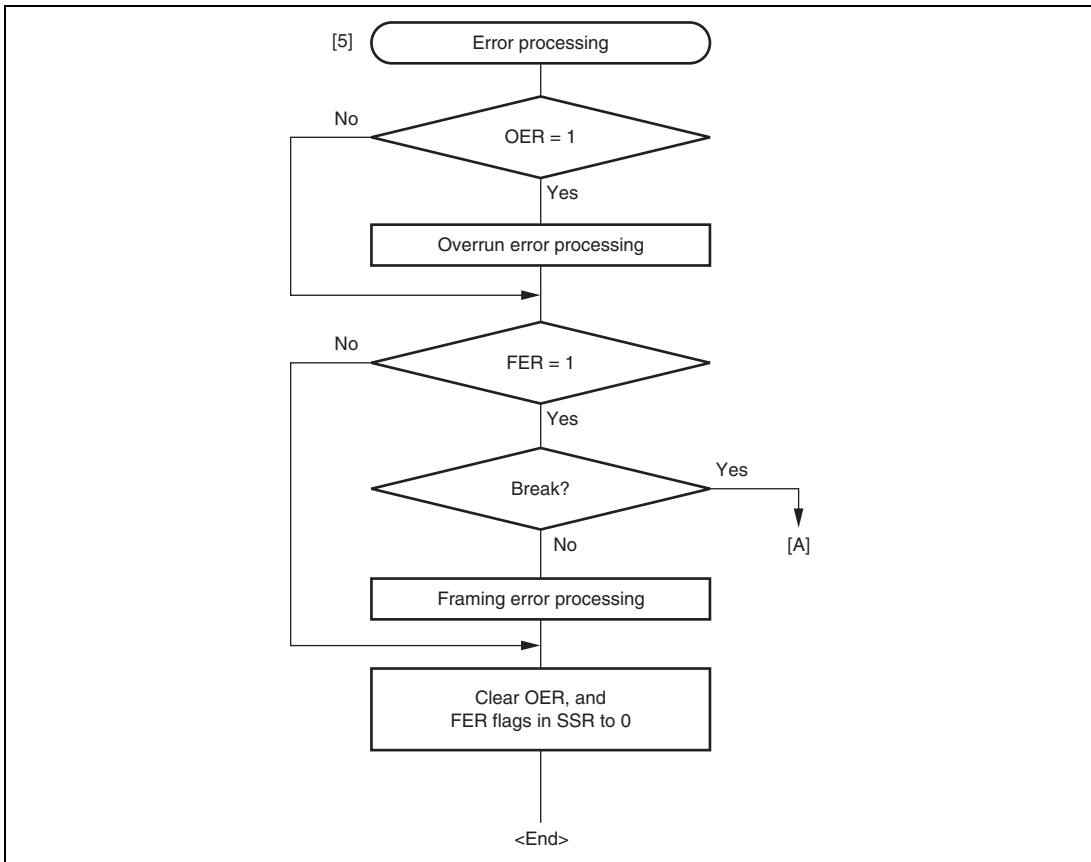 [5]
Error processing
No
OER = 1
Yes
Overrun error processing
No
FER = 1
Yes
Break?
Yes
No
[A]
Framing error processing
Clear OER, and
FER flags in SSR to 0
<End>